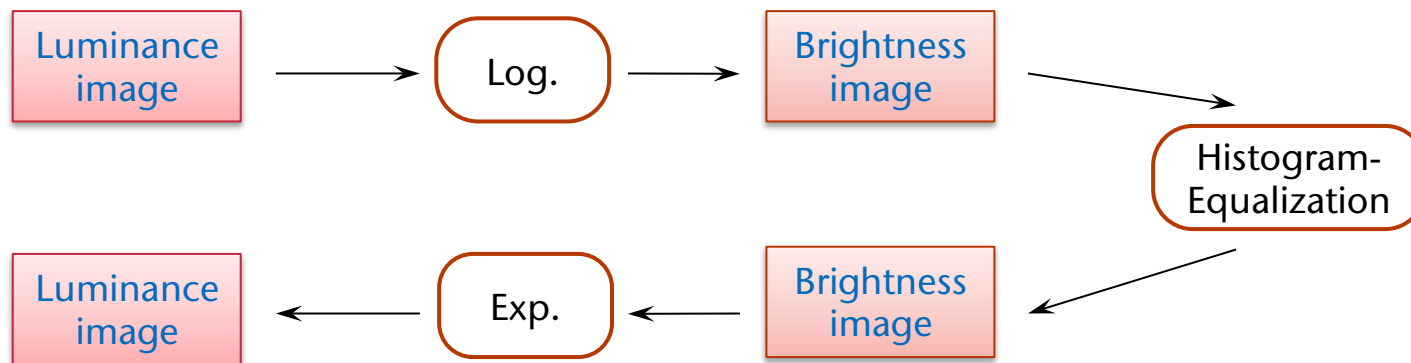 Luminance
image
Log.
Brightness
image
Histogram-
Equalization
Luminance
image
Exp.
Brightness
image